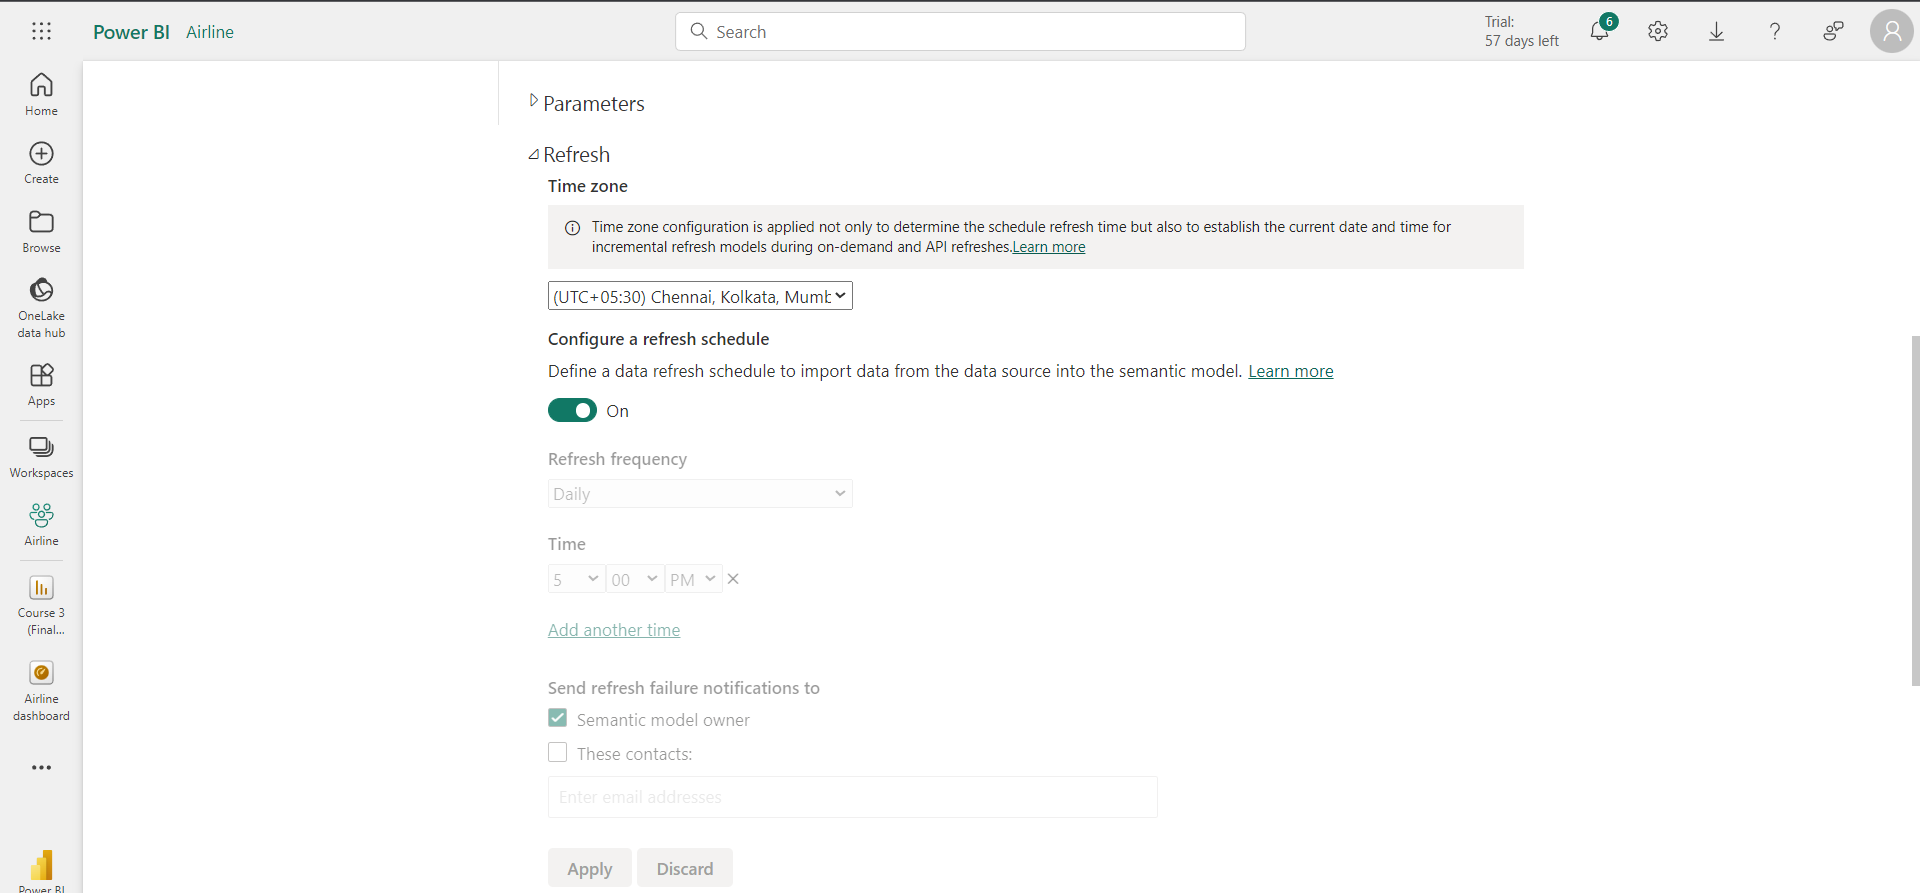 Power BI Airline
Search
Trial:
57 days left
6
Home
Create
Browse
OneLake
data hub
Apps
Workspaces
Airline
Course 3
(Final...
Airline
dashboard
Power BI
Parameters
Refresh
Time zone
Time zone configuration is applied not only to determine the schedule refresh time but also to establish the current date and time for
incremental refresh models during on-demand and API refreshes.Learn more
(UTC+05:30) Chennai, Kolkata, Mumb
Configure a refresh schedule
Define a data refresh schedule to import data from the data source into the semantic model. Learn more
On
Refresh frequency
Daily
Time
5 00 PM
Add another time
Send refresh failure notifications to
Semantic model owner
These contacts:
Enter email addresses
Apply Discard